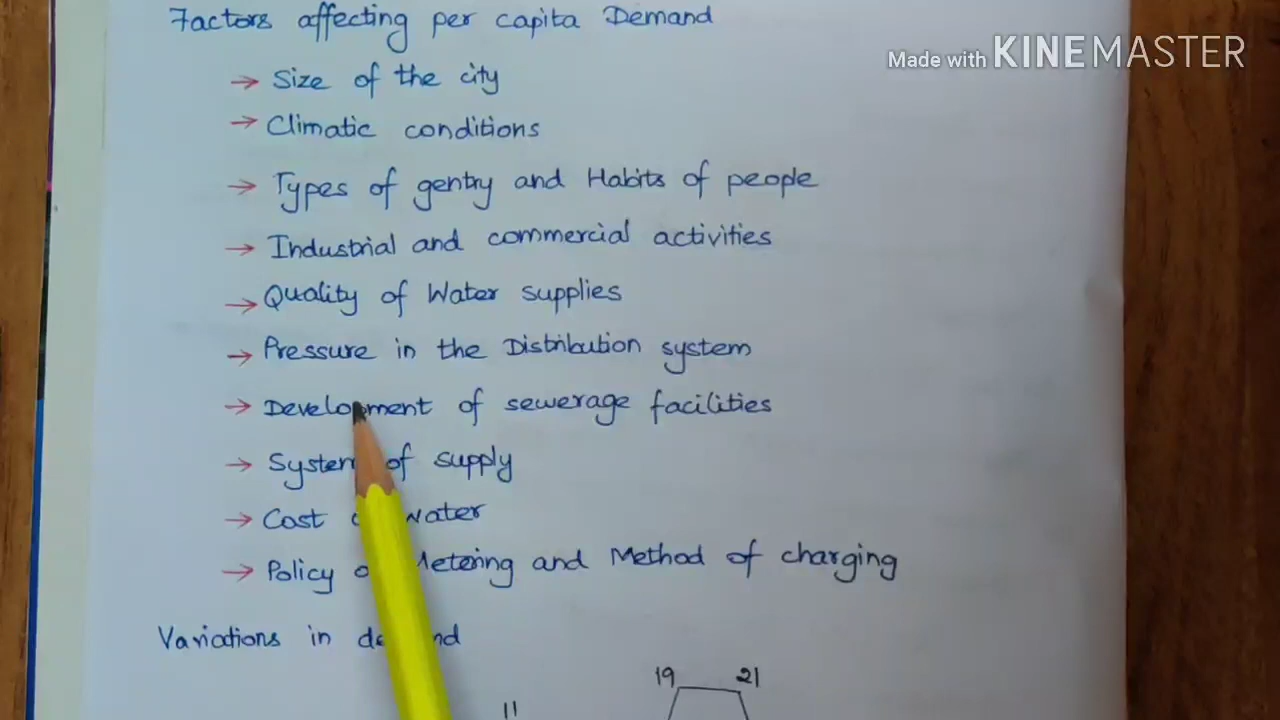 Factors affecting per capita Demand
Made with KINEMASTER
→ Size of the city
→ Climatic conditions
→ Types of gentry and Habits of people
→ Industrial and commercial activities
→ Quality of Water supplies
→ Pressure in the Distribution system
→ Development of sewerage facilities
→ System of supply
→ Cost water
→ Policy Metering and Method of charging
Variations in demand
19 21
11